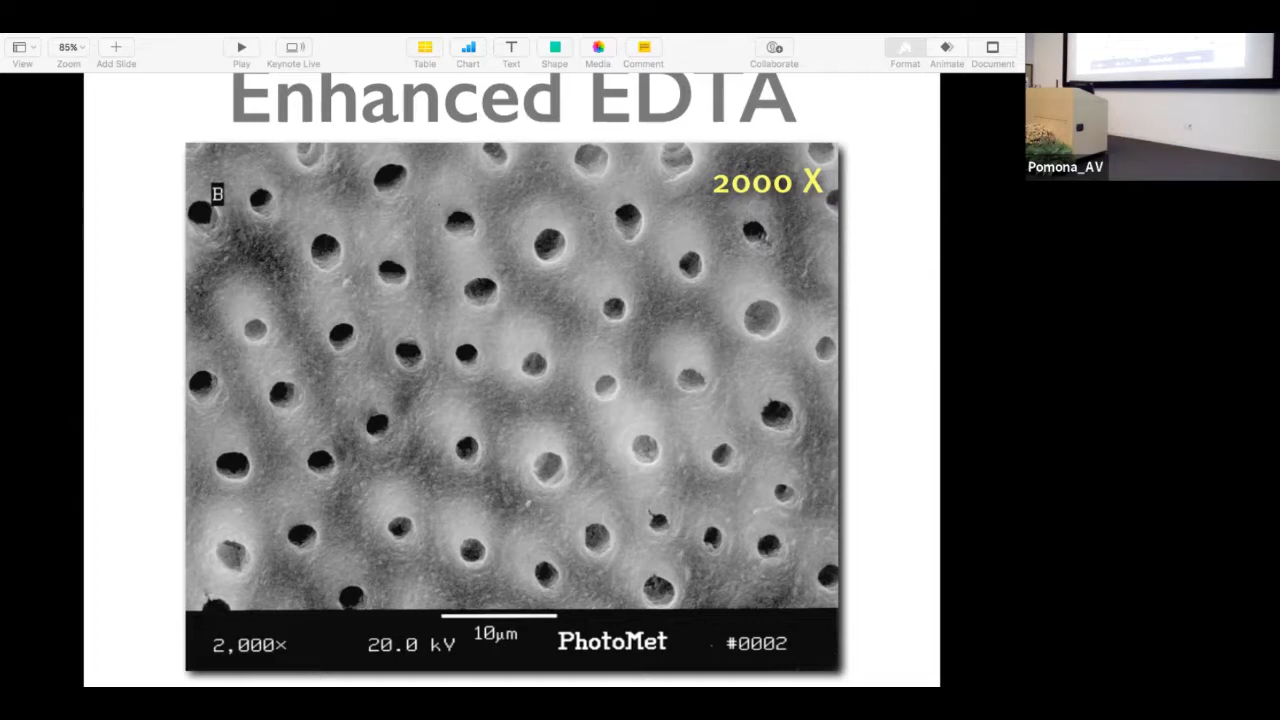 85%
View Zoom Add Slide Play Keynote Live Table Chart Text Shape Media Comment Collaborate Format Animate Document
Enhanced EDTA
B
2000 X
2,000× 20.0 kV 10µm PhotoMet #0002
Pomona_AV